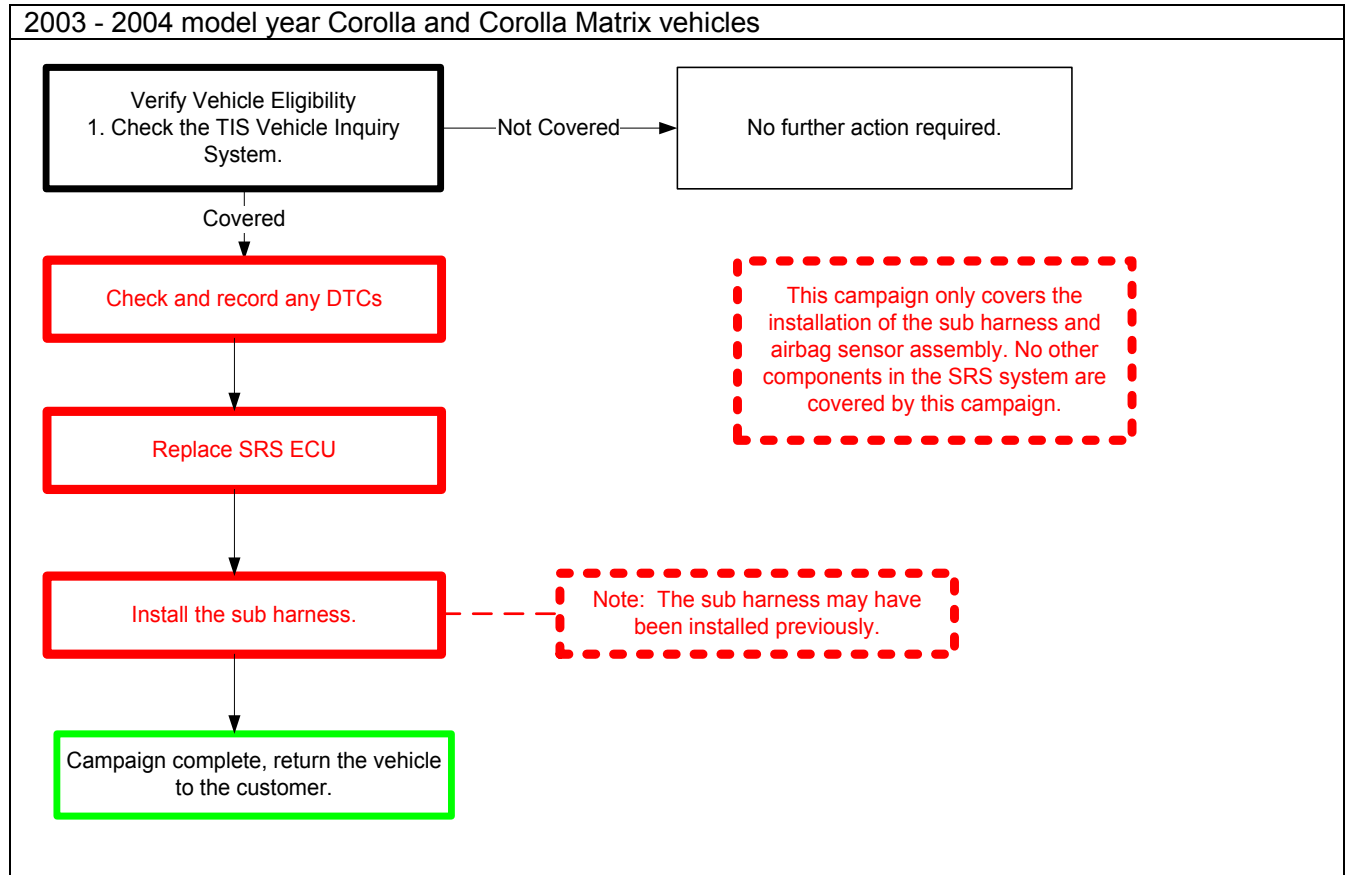 2003 - 2004 model year Corolla and Corolla Matrix vehicles
Verify Vehicle Eligibility
1. Check the TIS Vehicle Inquiry
System.
Not Covered
No further action required.
Covered
Check and record any DTCs
This campaign only covers the
installation of the sub harness and
airbag sensor assembly. No other
components in the SRS system are
covered by this campaign.
Replace SRS ECU
Install the sub harness.
Note:  The sub harness may have
been installed previously.
Campaign complete, return the vehicle
to the customer.